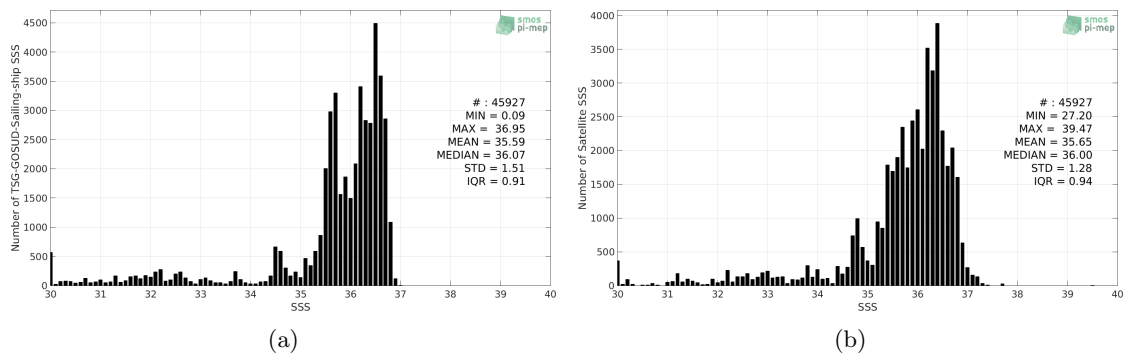 smos
pi-mep
Number of TSG-GOSUD-Sailing-ship SSS
4500
4000
3500
3000
2500
2000
1500
1000
500
0
# : 45927
MIN = 0.09
MAX = 36.95
MEAN = 35.59
MEDIAN = 36.07
STD = 1.51
IQR = 0.91
30 31 32 33 34 35 36 37 38 39 40
SSS
(a)
smos
pi-mep
Number of Satellite SSS
4000
3500
3000
2500
2000
1500
1000
500
0
# : 45927
MIN = 27.20
MAX = 39.47
MEAN = 35.65
MEDIAN = 36.00
STD = 1.28
IQR = 0.94
30 31 32 33 34 35 36 37 38 39 40
SSS
(b)